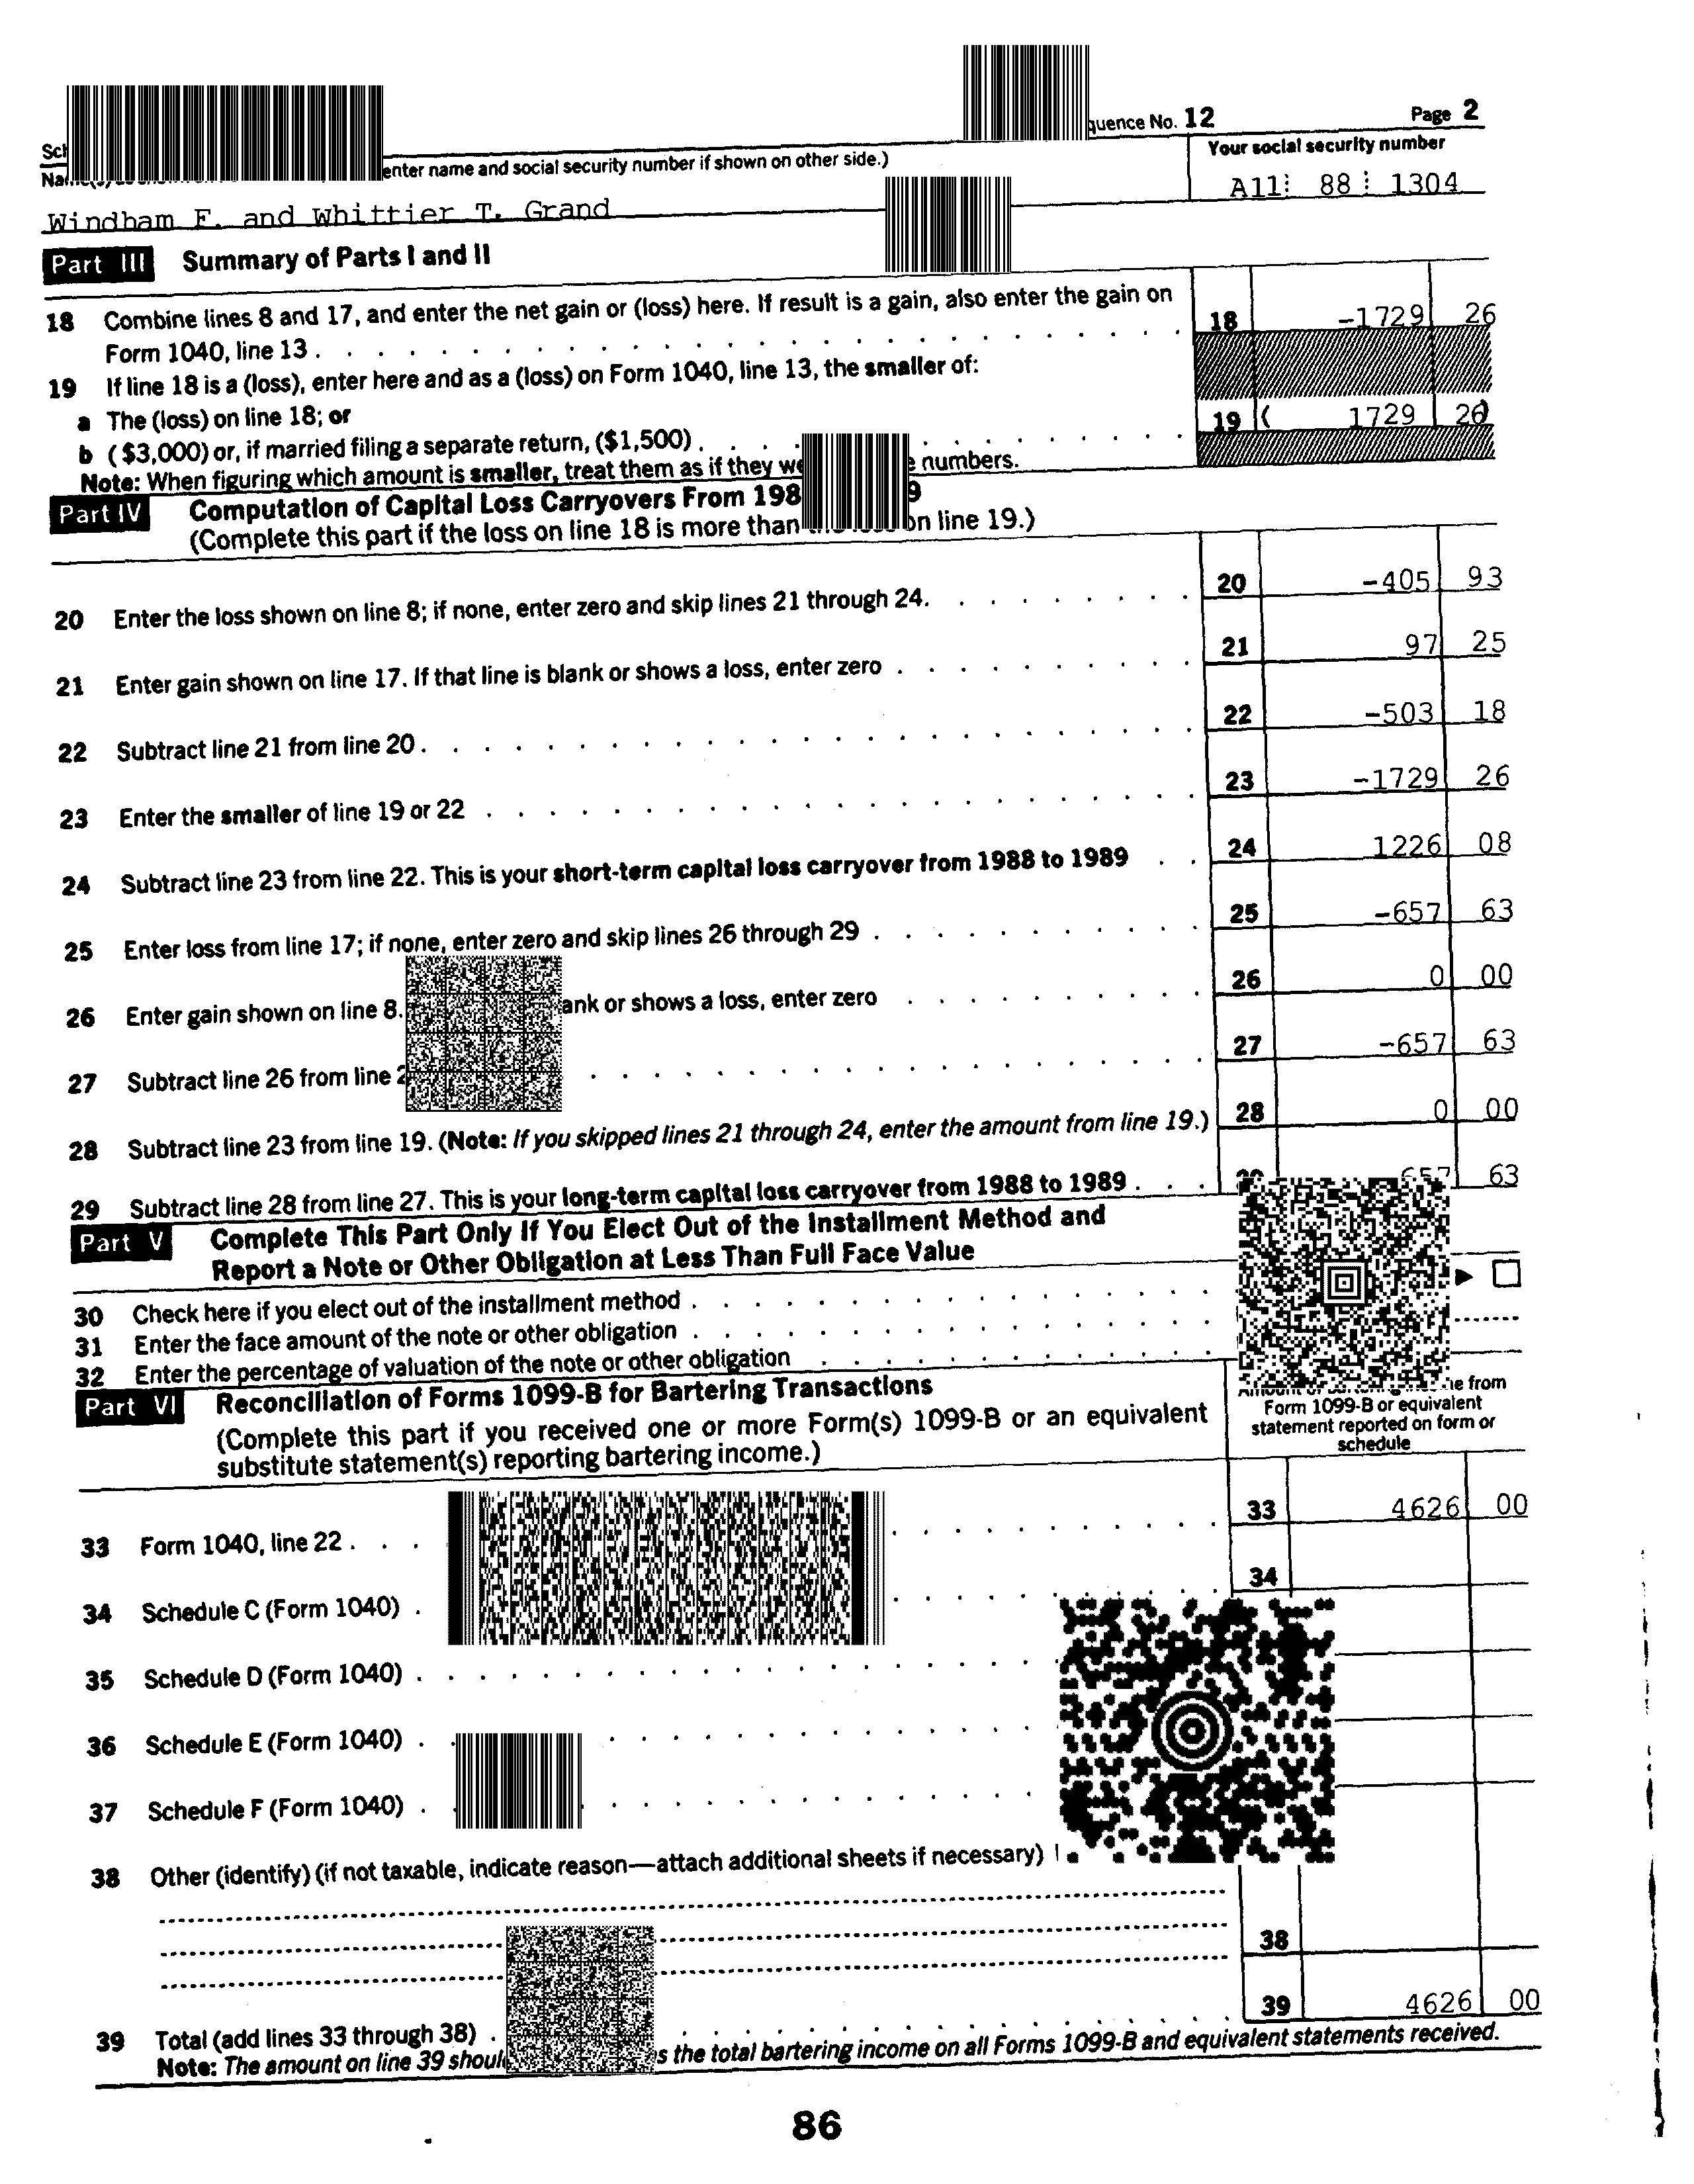 Sequence No. 12 Page 2
enter name and social security number if shown on other side.)
Your social security number
A11 88 1304
Windham F. and Whittier T. Grand
Part III Summary of Parts I and II
18 Combine lines 8 and 17, and enter the net gain or (loss) here. If result is a gain, also enter the gain on
Form 1040, line 13 . . . 18 -1729 26
19 If line 18 is a (loss), enter here and as a (loss) on Form 1040, line 13, the smaller of:
a The (loss) on line 18; or
b ($3,000) or, if married filing a separate return, ($1,500) . . . 19 ( 1729 26)
Note: When figuring which amount is smaller, treat them as if they numbers.
Part IV Computation of Capital Loss Carryovers From 198 9
(Complete this part if the loss on line 18 is more than on line 19.)
20 Enter the loss shown on line 8; if none, enter zero and skip lines 21 through 24. . . . 20 -405 93
21 Enter gain shown on line 17. If that line is blank or shows a loss, enter zero . . . 21 97 25
22 Subtract line 21 from line 20 . . . 22 -503 18
23 Enter the smaller of line 19 or 22 . . . 23 -1729 26
24 Subtract line 23 from line 22. This is your short-term capital loss carryover from 1988 to 1989 . . 24 1226 08
25 Enter loss from line 17; if none, enter zero and skip lines 26 through 29 . . . 25 -657 63
26 Enter gain shown on line 8. or shows a loss, enter zero . . . 26 0 00
27 Subtract line 26 from line . . . 27 -657 63
28 Subtract line 23 from line 19. (Note: If you skipped lines 21 through 24, enter the amount from line 19.) 28 0 00
29 Subtract line 28 from line 27. This is your long-term capital loss carryover from 1988 to 1989 . . . 657 63
Part V Complete This Part Only If You Elect Out of the Installment Method and
Report a Note or Other Obligation at Less Than Full Face Value
30 Check here if you elect out of the installment method . . .
31 Enter the face amount of the note or other obligation . . .
32 Enter the percentage of valuation of the note or other obligation . . .
Part VI Reconciliation of Forms 1099-B for Bartering Transactions
(Complete this part if you received one or more Form(s) 1099-B or an equivalent
substitute statement(s) reporting bartering income.)
from
Form 1099-B or equivalent
statement reported on form or
schedule
33 Form 1040, line 22 . . . 33 4626 00
34 Schedule C (Form 1040) . . . 34
35 Schedule D (Form 1040) . . .
36 Schedule E (Form 1040) . . .
37 Schedule F (Form 1040) . . .
38 Other (identify) (if not taxable, indicate reason—attach additional sheets if necessary)
38
39 Total (add lines 33 through 38) . . . 39 4626 00
Note: The amount on line 39 the total bartering income on all Forms 1099-B and equivalent statements received.
86